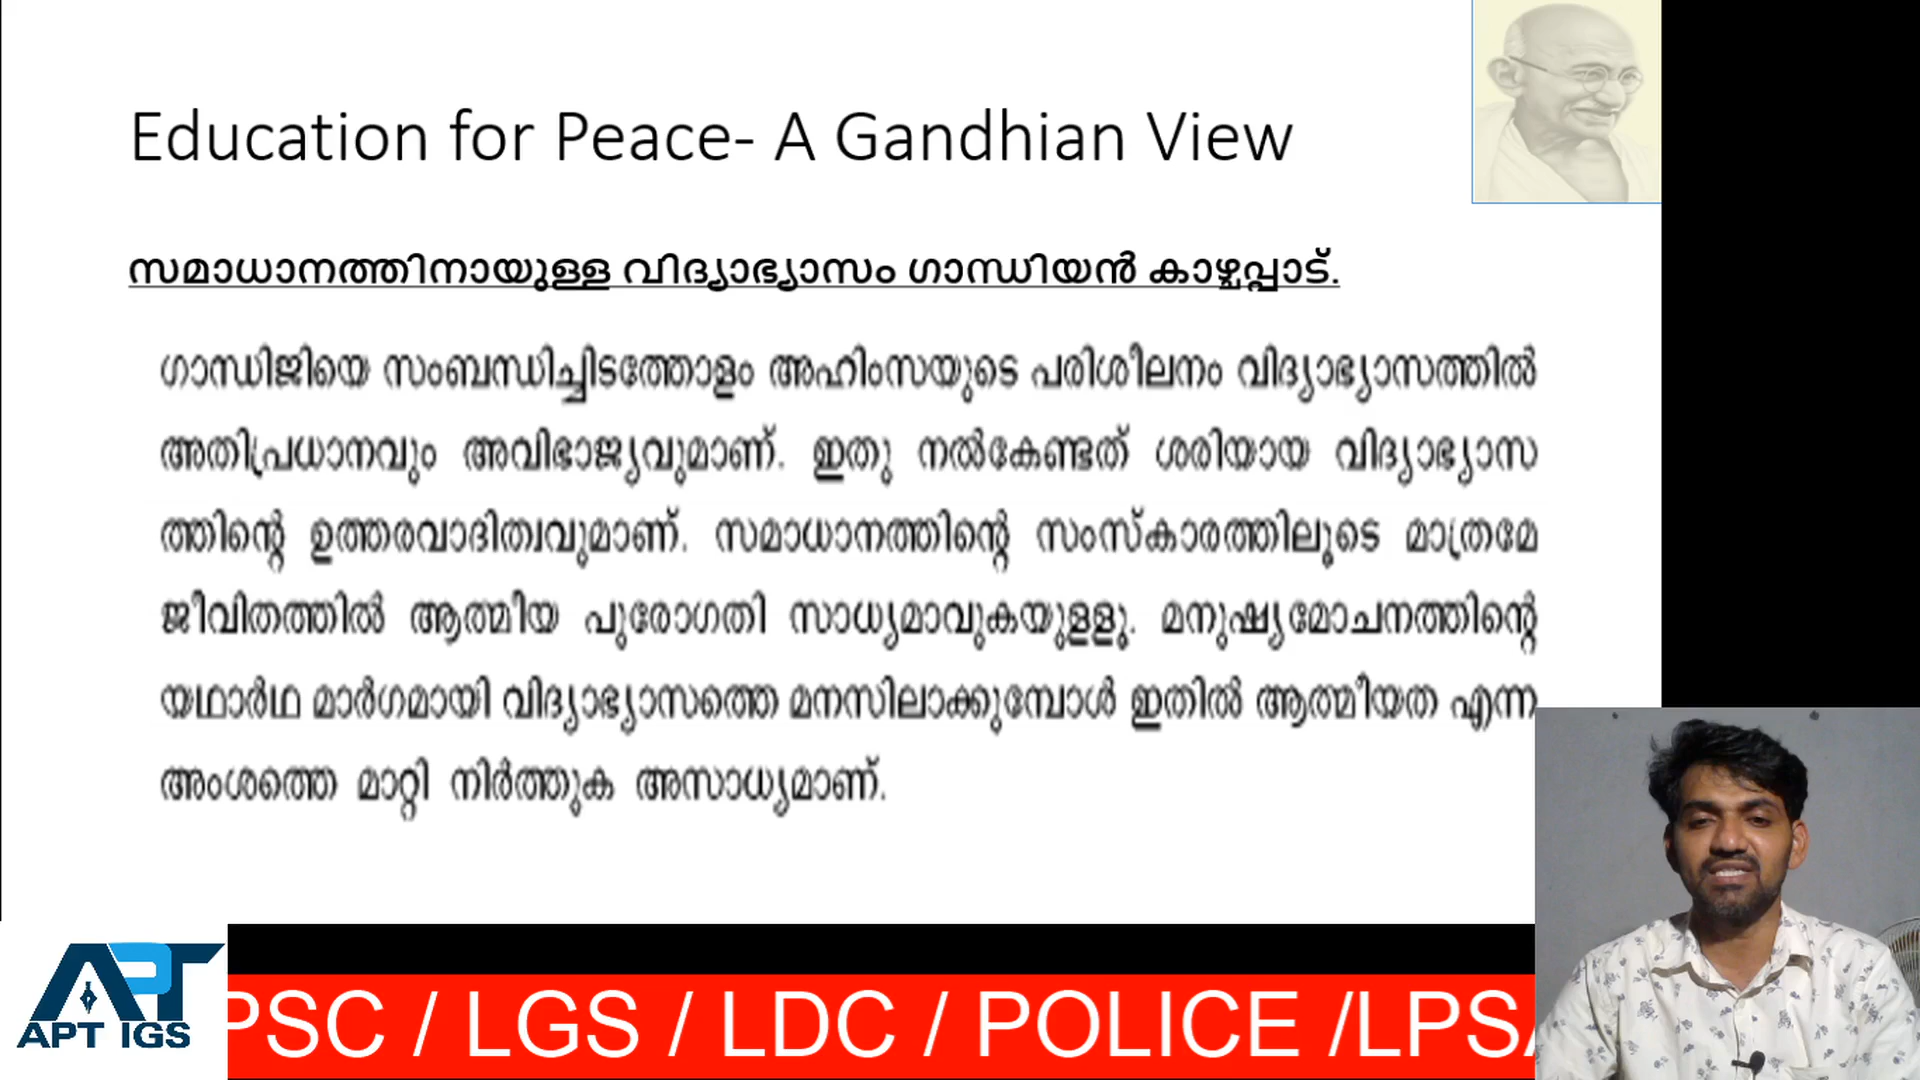 Education for Peace- A Gandhian View
സമാധാനത്തിനായുള്ള വിദ്യാഭ്യാസം ഗാന്ധിയൻ കാഴ്ചപ്പാട്.
ഗാന്ധിജിയെ സംബന്ധിച്ചിടത്തോളം അഹിംസയുടെ പരിശീലനം വിദ്യാഭ്യാസത്തിൽ
അതിപ്രധാനവും അവിഭാജ്യവുമാണ്. ഇതു നൽകേണ്ടത് ശരിയായ വിദ്യാഭ്യാസ
ത്തിന്റെ ഉത്തരവാദിത്വവുമാണ്. സമാധാനത്തിന്റെ സംസ്കാരത്തിലൂടെ മാത്രമേ
ജീവിതത്തിൽ ആത്മീയ പുരോഗതി സാധ്യമാവുകയുളളു. മനുഷ്യമോചനത്തിന്റെ
യഥാർഥ മാർഗമായി വിദ്യാഭ്യാസത്തെ മനസിലാക്കുമ്പോൾ ഇതിൽ ആത്മീയത എന്ന
അംശത്തെ മാറ്റി നിർത്തുക അസാധ്യമാണ്.
APT
APT IGS
PSC / LGS / LDC / POLICE /LPSA